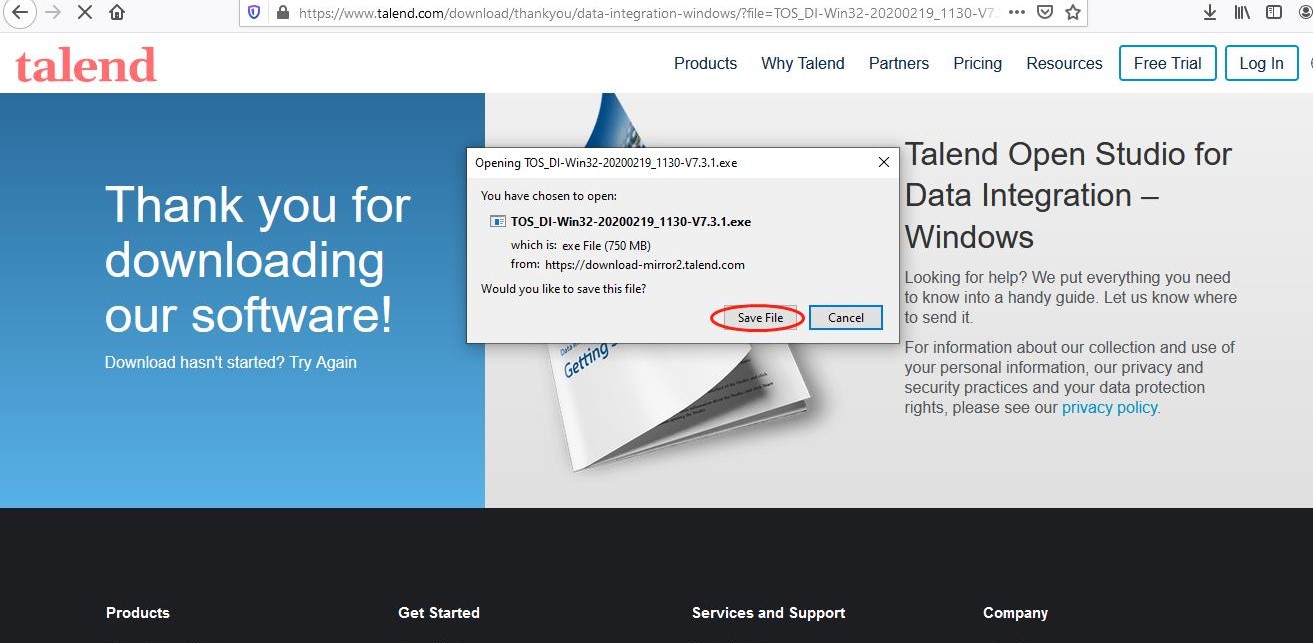 https://www.talend.com/download/thankyou/data-integration-windows/?file=TOS_DI-Win32-20200219_1130-V7.
talend
Products Why Talend Partners Pricing Resources Free Trial Log In
Thank you for
downloading
our software!
Download hasn't started? Try Again
Opening TOS_DI-Win32-20200219_1130-V7.3.1.exe
You have chosen to open:
TOS_DI-Win32-20200219_1130-V7.3.1.exe
which is: exe File (750 MB)
from: https://download-mirror2.talend.com
Would you like to save this file?
Save File Cancel
Getting
Talend Open Studio for
Data Integration –
Windows
Looking for help? We put everything you need
to know into a handy guide. Let us know where
to send it.
For information about our collection and use of
your personal information, our privacy and
security practices and your data protection
rights, please see our privacy policy.
Products Get Started Services and Support Company